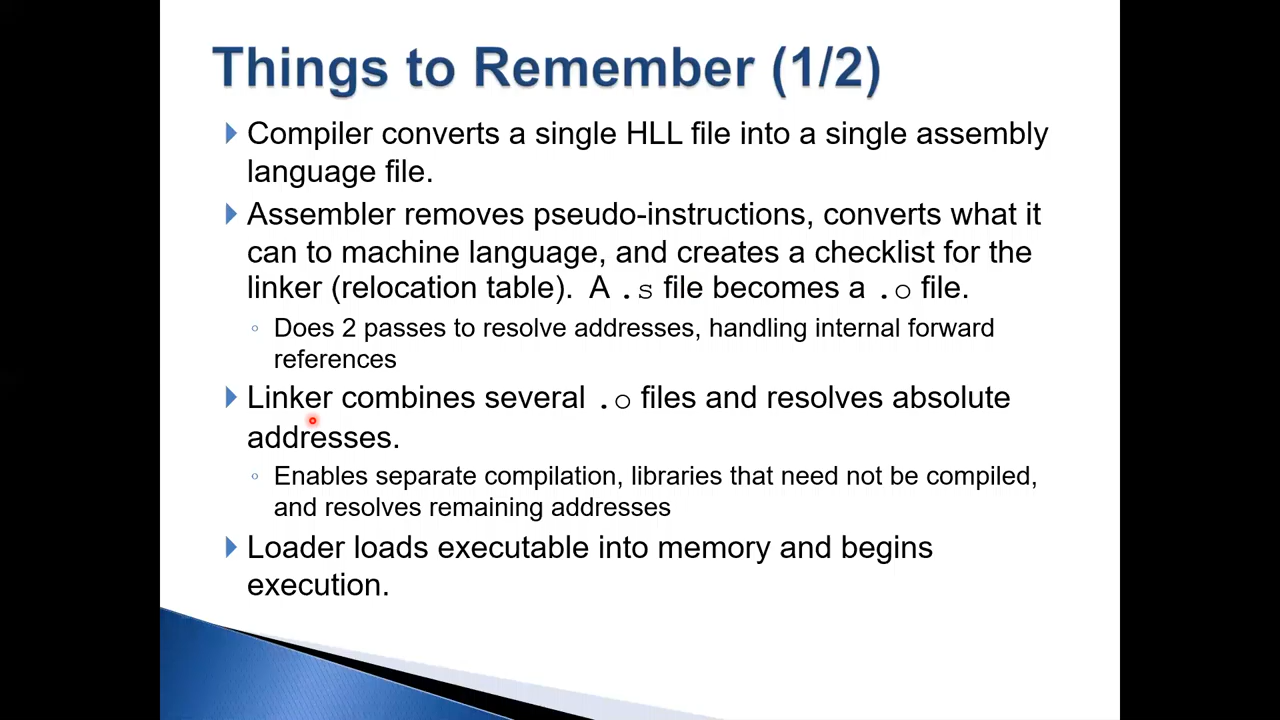 Things to Remember (1/2)
Compiler converts a single HLL file into a single assembly
language file.
Assembler removes pseudo-instructions, converts what it
can to machine language, and creates a checklist for the
linker (relocation table).  A .s file becomes a .o file.
Does 2 passes to resolve addresses, handling internal forward
references
Linker combines several .o files and resolves absolute
addresses.
Enables separate compilation, libraries that need not be compiled,
and resolves remaining addresses
Loader loads executable into memory and begins
execution.